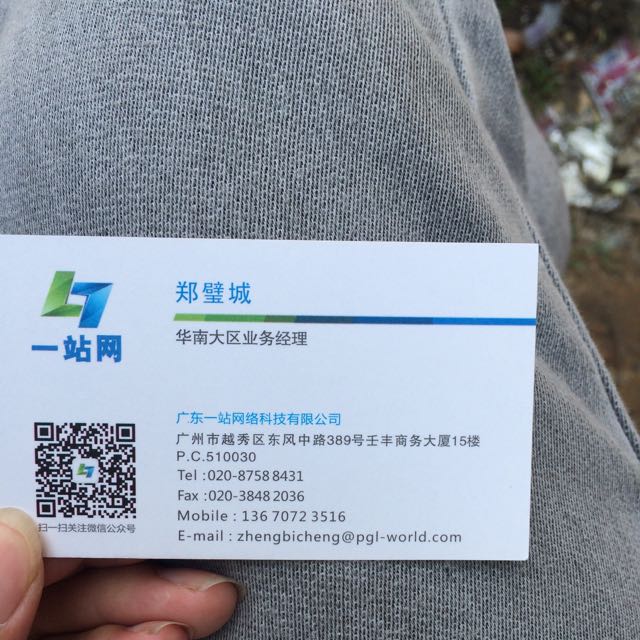 郑璧城
一站网
华南大区业务经理
广东一站网络科技有限公司
广州市越秀区东风中路389号壬丰商务大厦15楼
P.C.510030
Tel :020-8758 8431
Fax :020-3848 2036
Mobile : 136 7072 3516
E-mail : zhengbicheng@pgl-world.com
扫一扫关注微信公众号